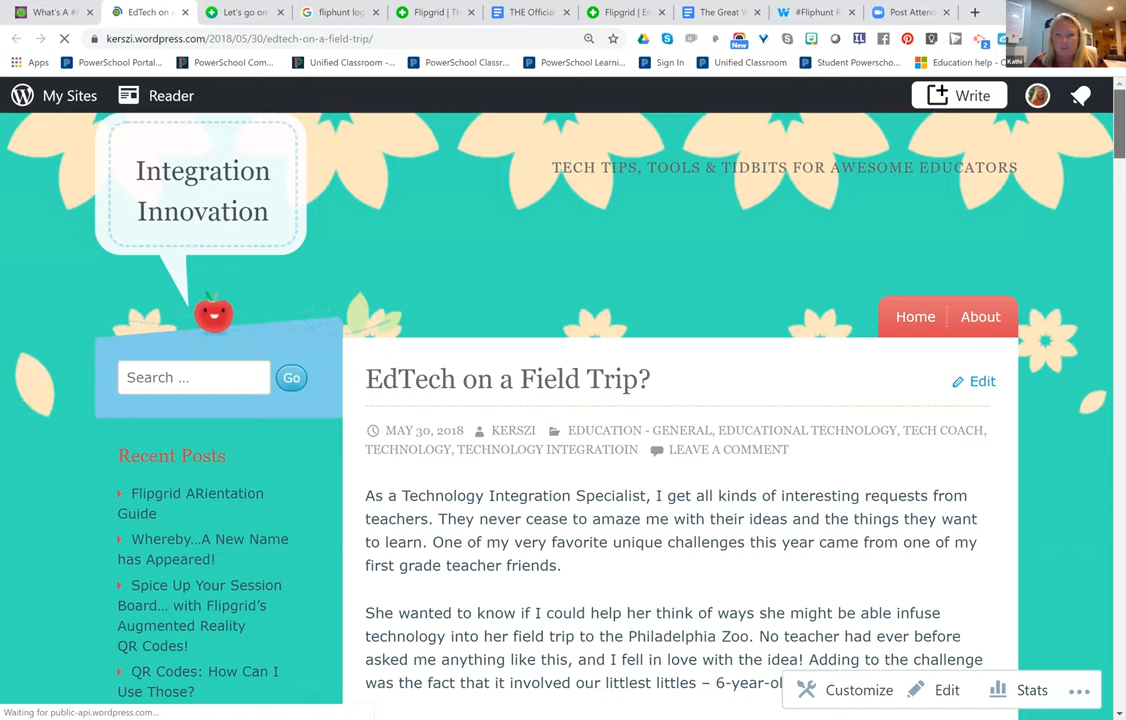 What's A #F
EdTech on a
Let's go on
fliphunt log
Flipgrid | Th
THE Official
Flipgrid | E
The Great V
#Fliphunt R
Post Attend
kerszi.wordpress.com/2018/05/30/edtech-on-a-field-trip/
New
2
Apps
PowerSchool Portal...
PowerSchool Com...
Unified Classroom -...
PowerSchool Classr...
PowerSchool Learni...
Sign In
Unified Classroom
Student Powerscho...
Education help - O
Kathi
My Sites
Reader
Write
Integration
Innovation
TECH TIPS, TOOLS & TIDBITS FOR AWESOME EDUCATORS
Home
About
Search ...
Go
EdTech on a Field Trip?
Edit
MAY 30, 2018 KERSZI EDUCATION - GENERAL, EDUCATIONAL TECHNOLOGY, TECH COACH,
TECHNOLOGY, TECHNOLOGY INTEGRATIOIN LEAVE A COMMENT
Recent Posts
Flipgrid ARientation
Guide
Whereby...A New Name
has Appeared!
Spice Up Your Session
Board... with Flipgrid's
Augmented Reality
QR Codes!
QR Codes: How Can I
Use Those?
As a Technology Integration Specialist, I get all kinds of interesting requests from
teachers. They never cease to amaze me with their ideas and the things they want
to learn. One of my very favorite unique challenges this year came from one of my
first grade teacher friends.
She wanted to know if I could help her think of ways she might be able infuse
technology into her field trip to the Philadelphia Zoo. No teacher had ever before
asked me anything like this, and I fell in love with the idea! Adding to the challenge
was the fact that it involved our littlest littles – 6-year-ol
Customize
Edit
Stats
Waiting for public-api.wordpress.com...